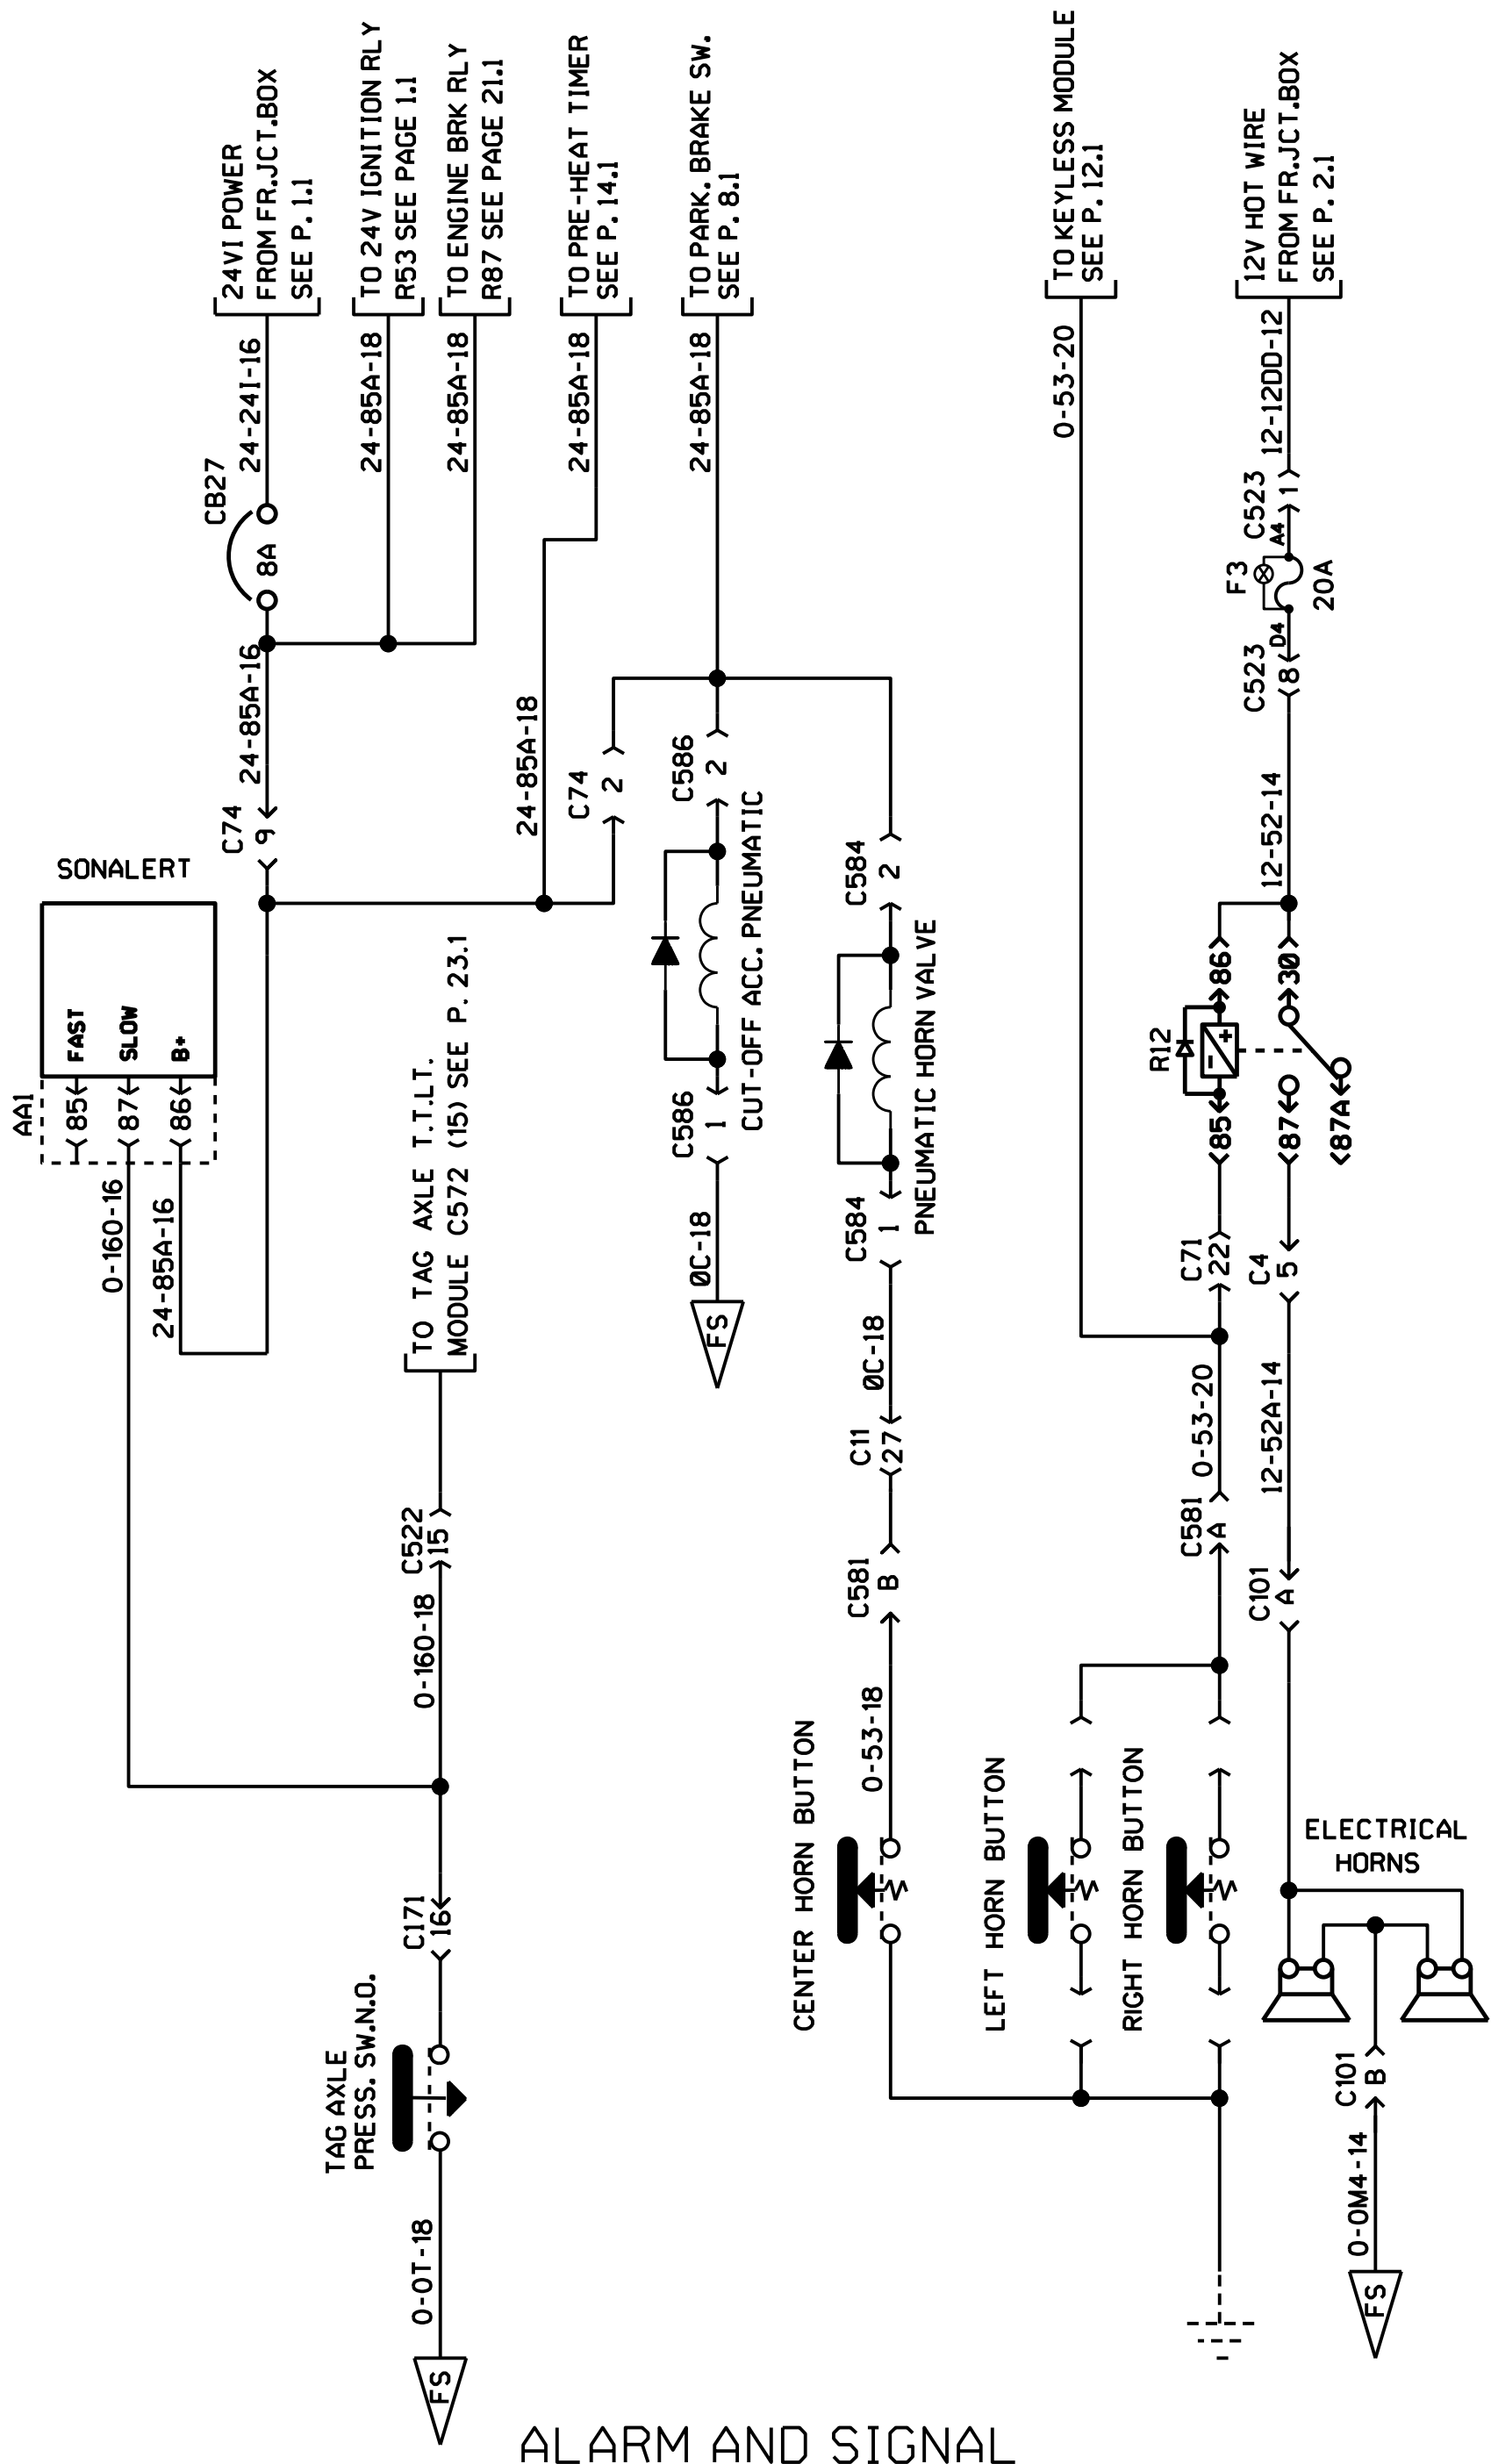 24VI POWER
FROM FR.JCT.BOX
SEE P. 1.1
TO 24V IGNITION RLY
R53 SEE PAGE 1.1
TO ENGINE BRK RLY
R87 SEE PAGE 21.1
TO PRE-HEAT TIMER
SEE P. 14.1
TO PARK. BRAKE SW.
SEE P. 8.1
TO KEYLESS MODULE
SEE P. 12.1
12V HOT WIRE
FROM FR.JCT.BOX
SEE P. 2.1
24-24I-16
24-85A-18
24-85A-18
24-85A-18
24-85A-18
0-53-20
12-12DD-12
CB27
8A
C523
1
A4
F3
20A
D4
C523
8
24-85A-16
24-85A-18
C74
9
C74
2
C586
2
12-52-14
SONALERT
FAST
SLOW
B+
AA1
85
87
86
CUT-OFF ACC. PNEUMATIC
C584
2
PNEUMATIC HORN VALVE
86
30
R12
+
-
85
87
87A
C586
1
C584
1
0-160-16
24-85A-16
TO TAG AXLE T.T.LT.
MODULE C572 (15) SEE P. 23.1
0C-18
FS
C71
22
C4
5
0C-18
C11
27
0-53-20
12-52A-14
C522
15
C581
B
C581
A
C101
A
0-160-18
0-53-18
CENTER HORN BUTTON
LEFT HORN BUTTON
RIGHT HORN BUTTON
ELECTRICAL
HORNS
C171
16
TAG AXLE
PRESS. SW.N.O.
C101
B
0-0T-18
0-0M4-14
FS
FS
ALARM AND SIGNAL